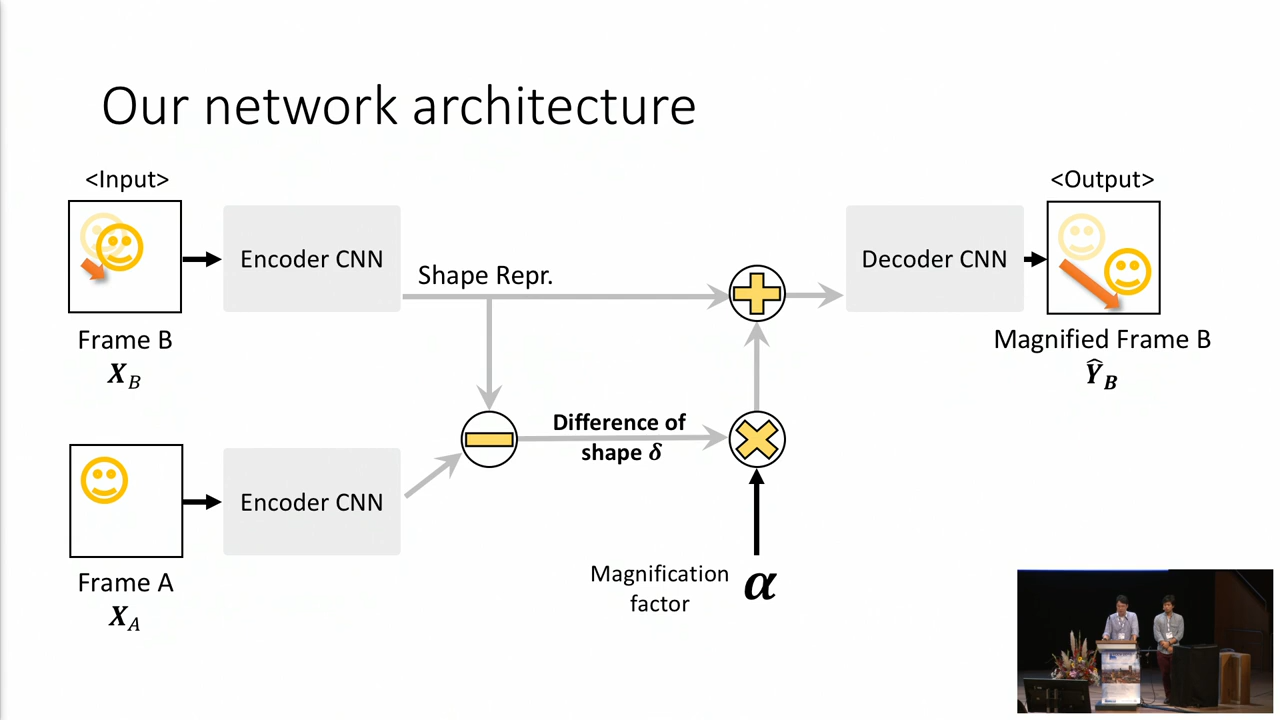 Our network architecture
<Input>
<Output>
Encoder CNN
Shape Repr.
Decoder CNN
Frame B
X_B
Magnified Frame B
Ŷ_B
Difference of
shape δ
Encoder CNN
Frame A
X_A
Magnification
factor
α